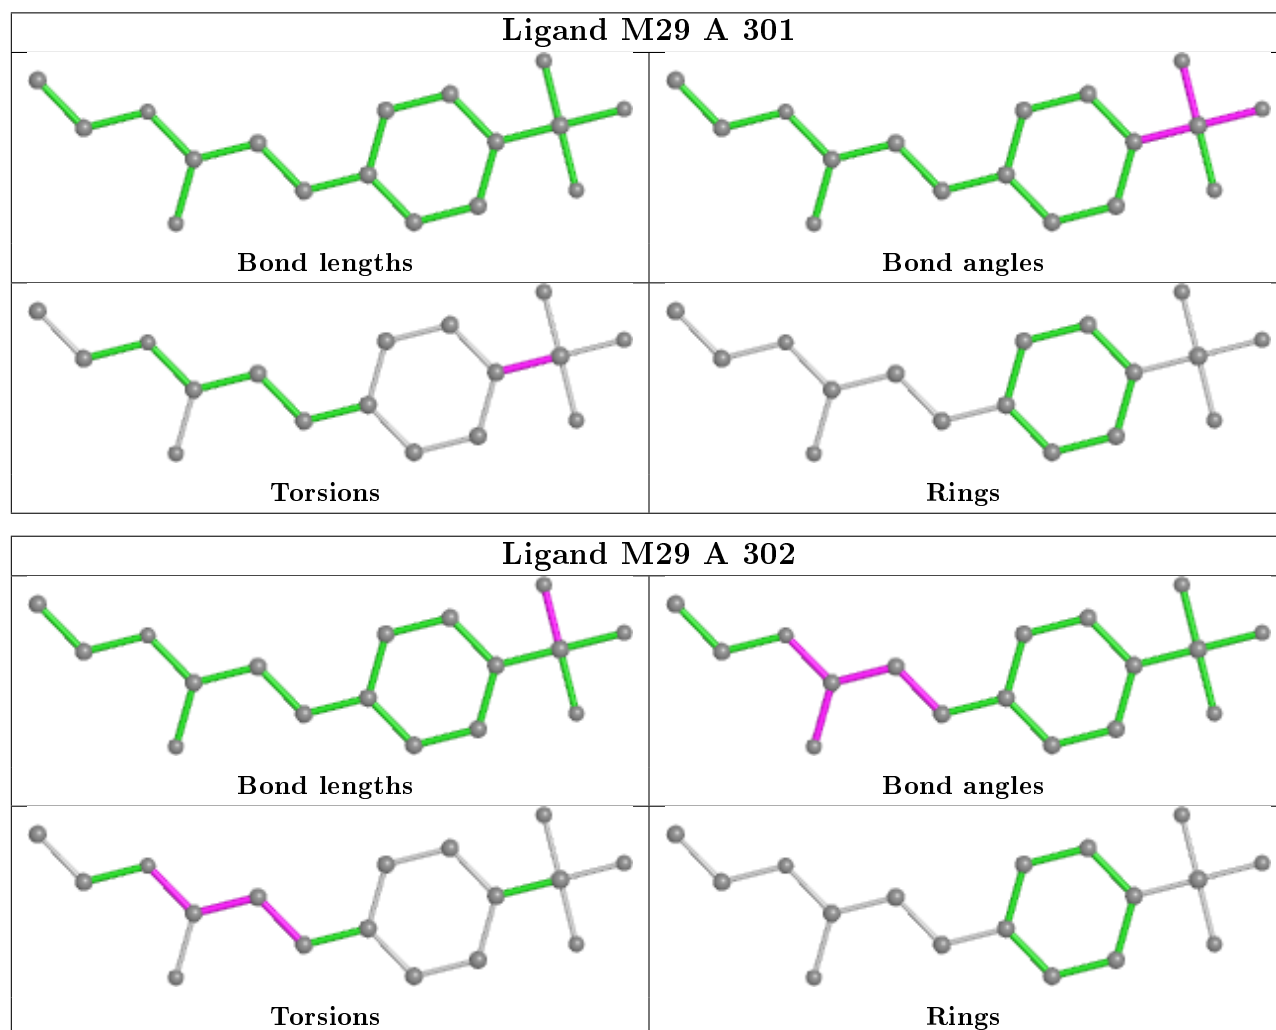 Ligand M29 A 301
Bond lengths
Bond angles
Torsions
Rings
Ligand M29 A 302
Bond lengths
Bond angles
Torsions
Rings